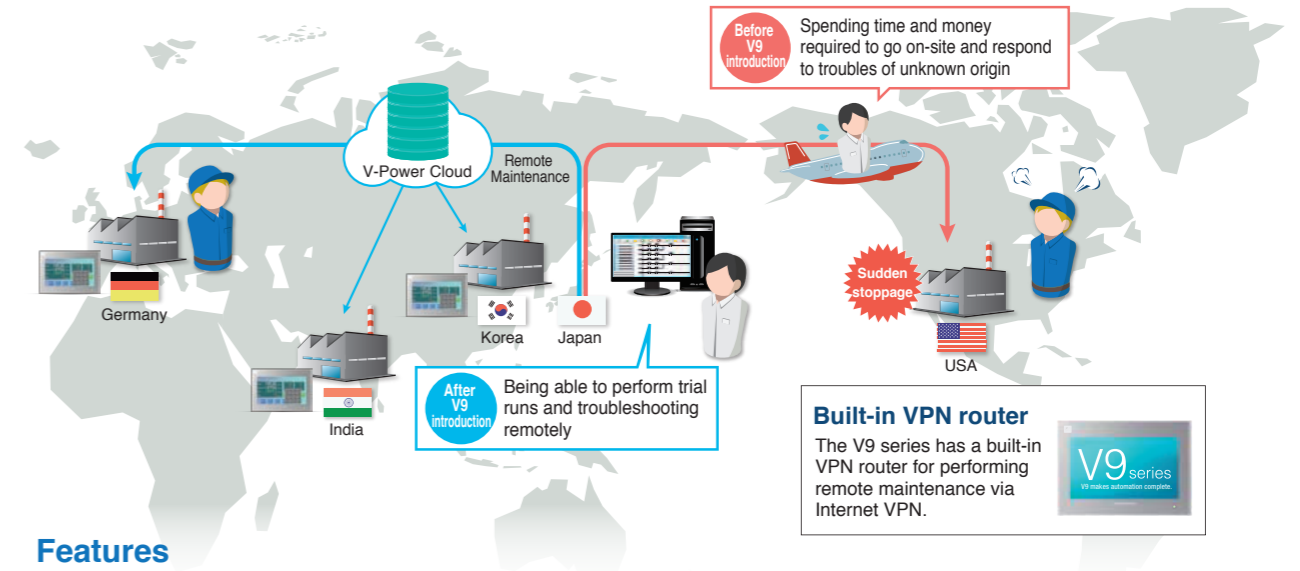 Before
V9
introduction
Spending time and money
required to go on-site and respond
to troubles of unknown origin
V-Power Cloud
Remote
Maintenance
Germany
India
Korea
Japan
Sudden
stoppage
USA
After
V9
introduction
Being able to perform trial
runs and troubleshooting
remotely
Built-in VPN router
The V9 series has a built-in
VPN router for performing
remote maintenance via
Internet VPN.
V9 series
V9 makes automation complete.
Features